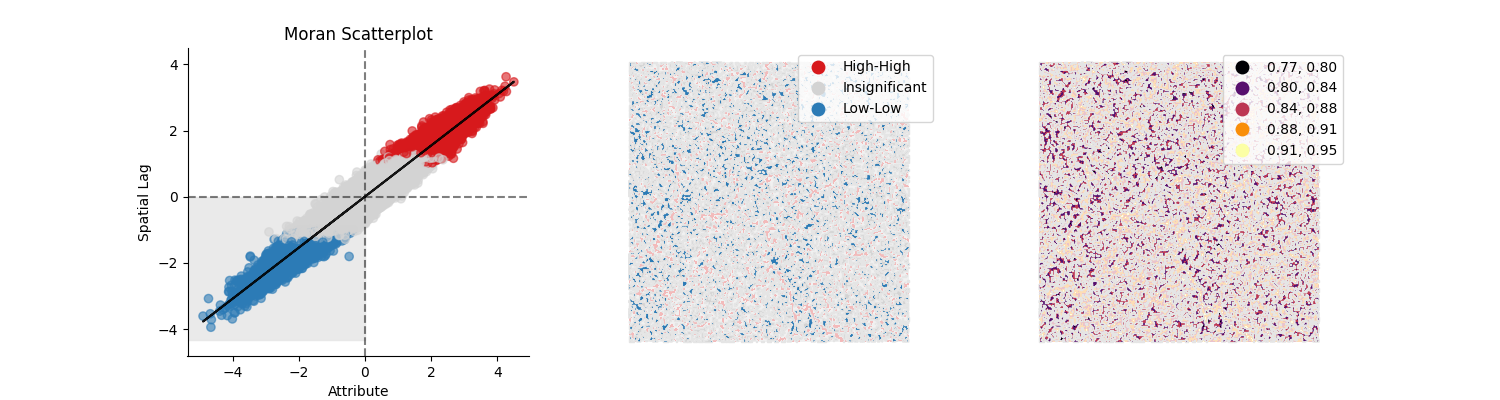 Moran Scatterplot
4
2
0
−2
−4
Spatial Lag
−4
−2
0
2
4
Attribute
High-High
Insignificant
Low-Low
0.77, 0.80
0.80, 0.84
0.84, 0.88
0.88, 0.91
0.91, 0.95